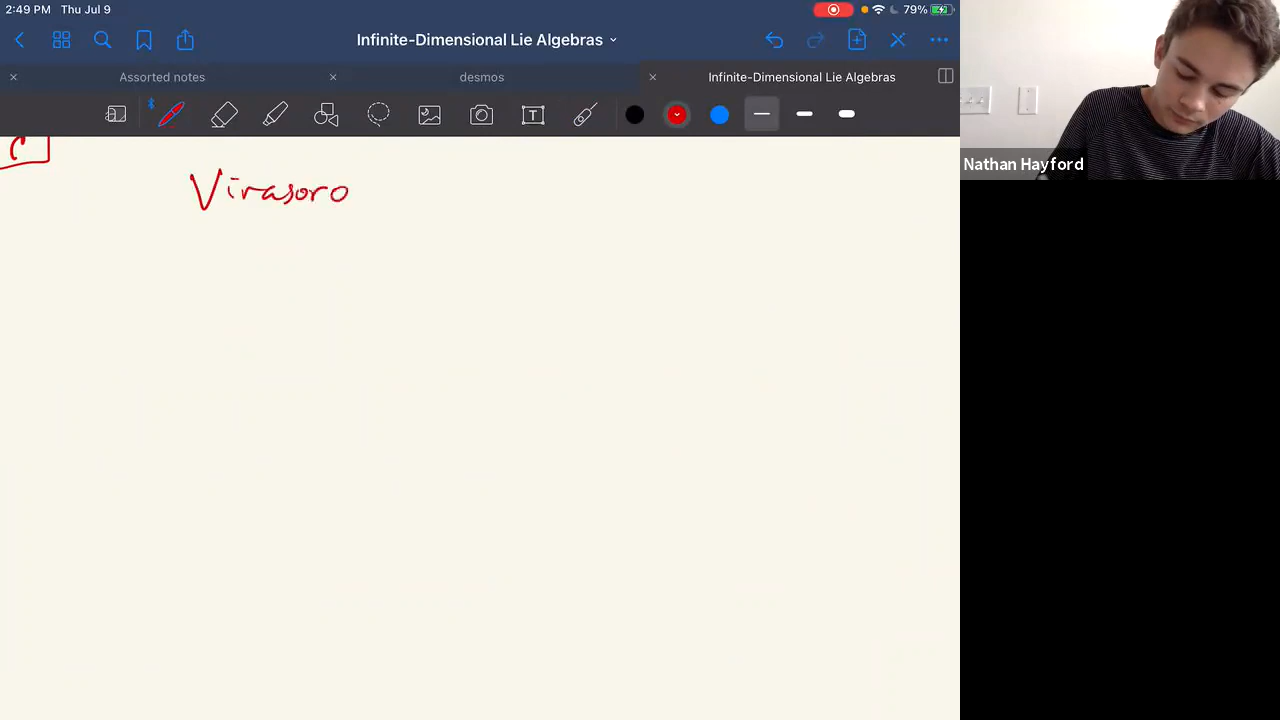 2:49 PM Thu Jul 9 79%
Infinite-Dimensional Lie Algebras
Assorted notes desmos Infinite-Dimensional Lie Algebras
T
Virasoro
Nathan Hayford